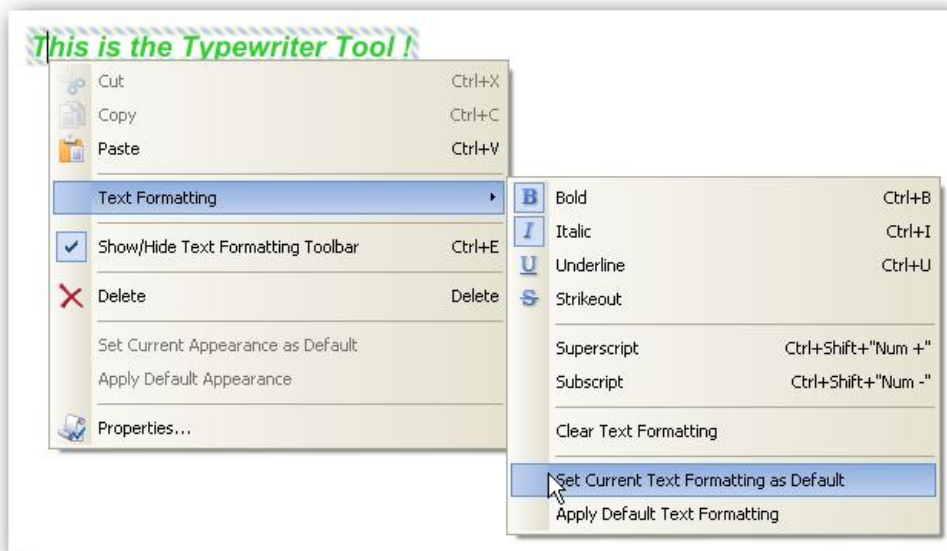 This is the Typewriter Tool !
Cut Ctrl+X
Copy Ctrl+C
Paste Ctrl+V
Text Formatting
Show/Hide Text Formatting Toolbar Ctrl+E
Delete Delete
Set Current Appearance as Default
Apply Default Appearance
Properties...
B Bold Ctrl+B
I Italic Ctrl+I
U Underline Ctrl+U
S Strikeout
Superscript Ctrl+Shift+"Num +"
Subscript Ctrl+Shift+"Num -"
Clear Text Formatting
Set Current Text Formatting as Default
Apply Default Text Formatting